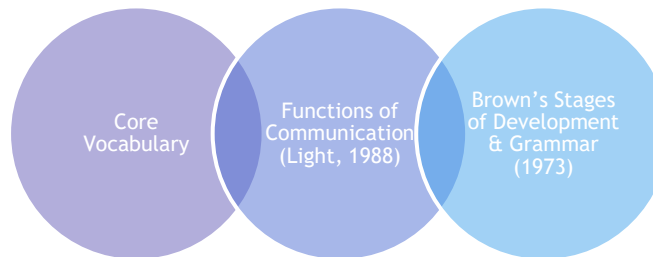 Core
Vocabulary
Functions of
Communication
(Light, 1988)
Brown's Stages
of Development
& Grammar
(1973)